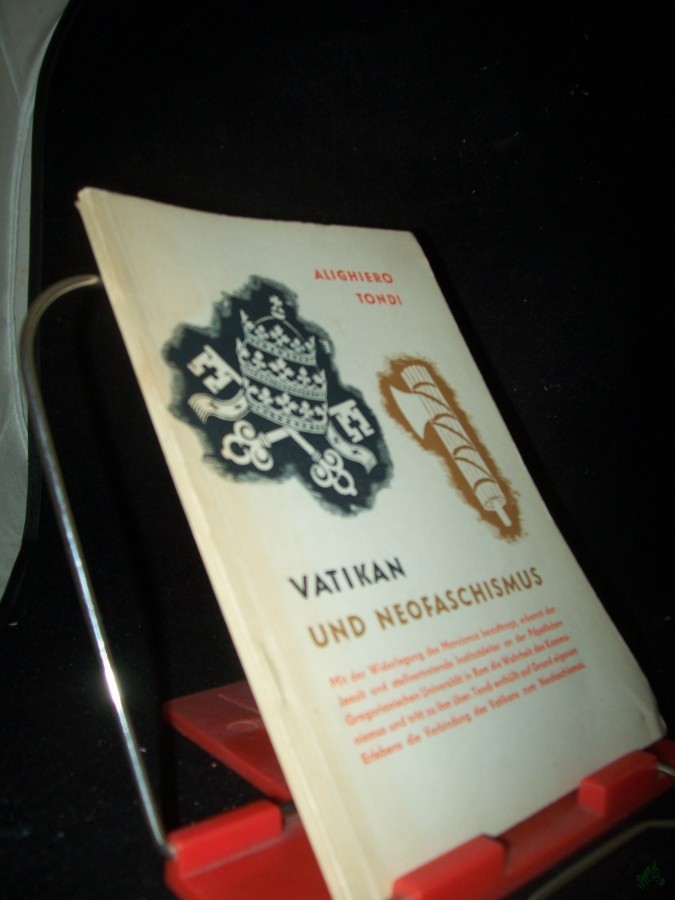 ALIGHIERO
TONDI
VATIKAN
UND NEOFASCHISMUS
Mit der Widerlegung des Marxismus beauftragt, erkennt der
Jesuit und stellvertretende Institutsleiter an der Päpstlichen
Gregorianischen Universität in Rom die Wahrheit des Kommu-
nismus und tritt zu ihm über. Tondi enthüllt auf Grund eigenen
Erlebens die Verbindung des Vatikans zum Neofaschismus.